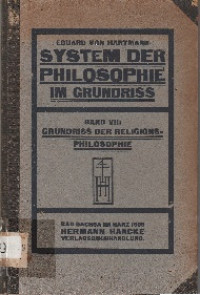 EDUARD VON HARTMANN
SYSTEM DER
PHILOSOPHIE
IM GRUNDRISS
BAND VII
GRUNDRISS DER RELIGIONS-
PHILOSOPHIE
BAD SACHSA IM HARZ 1909
HERMANN HAACKE
VERLAGSBUCHHANDLUNG.